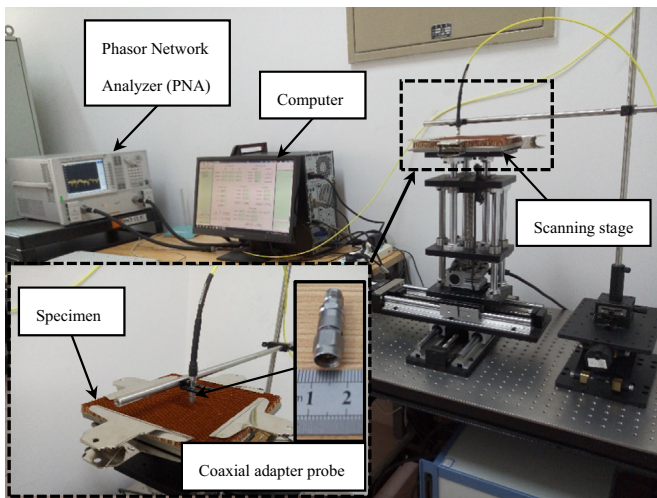 Phasor Network
Analyzer (PNA)
Computer
Scanning stage
Specimen
1 2
Coaxial adapter probe